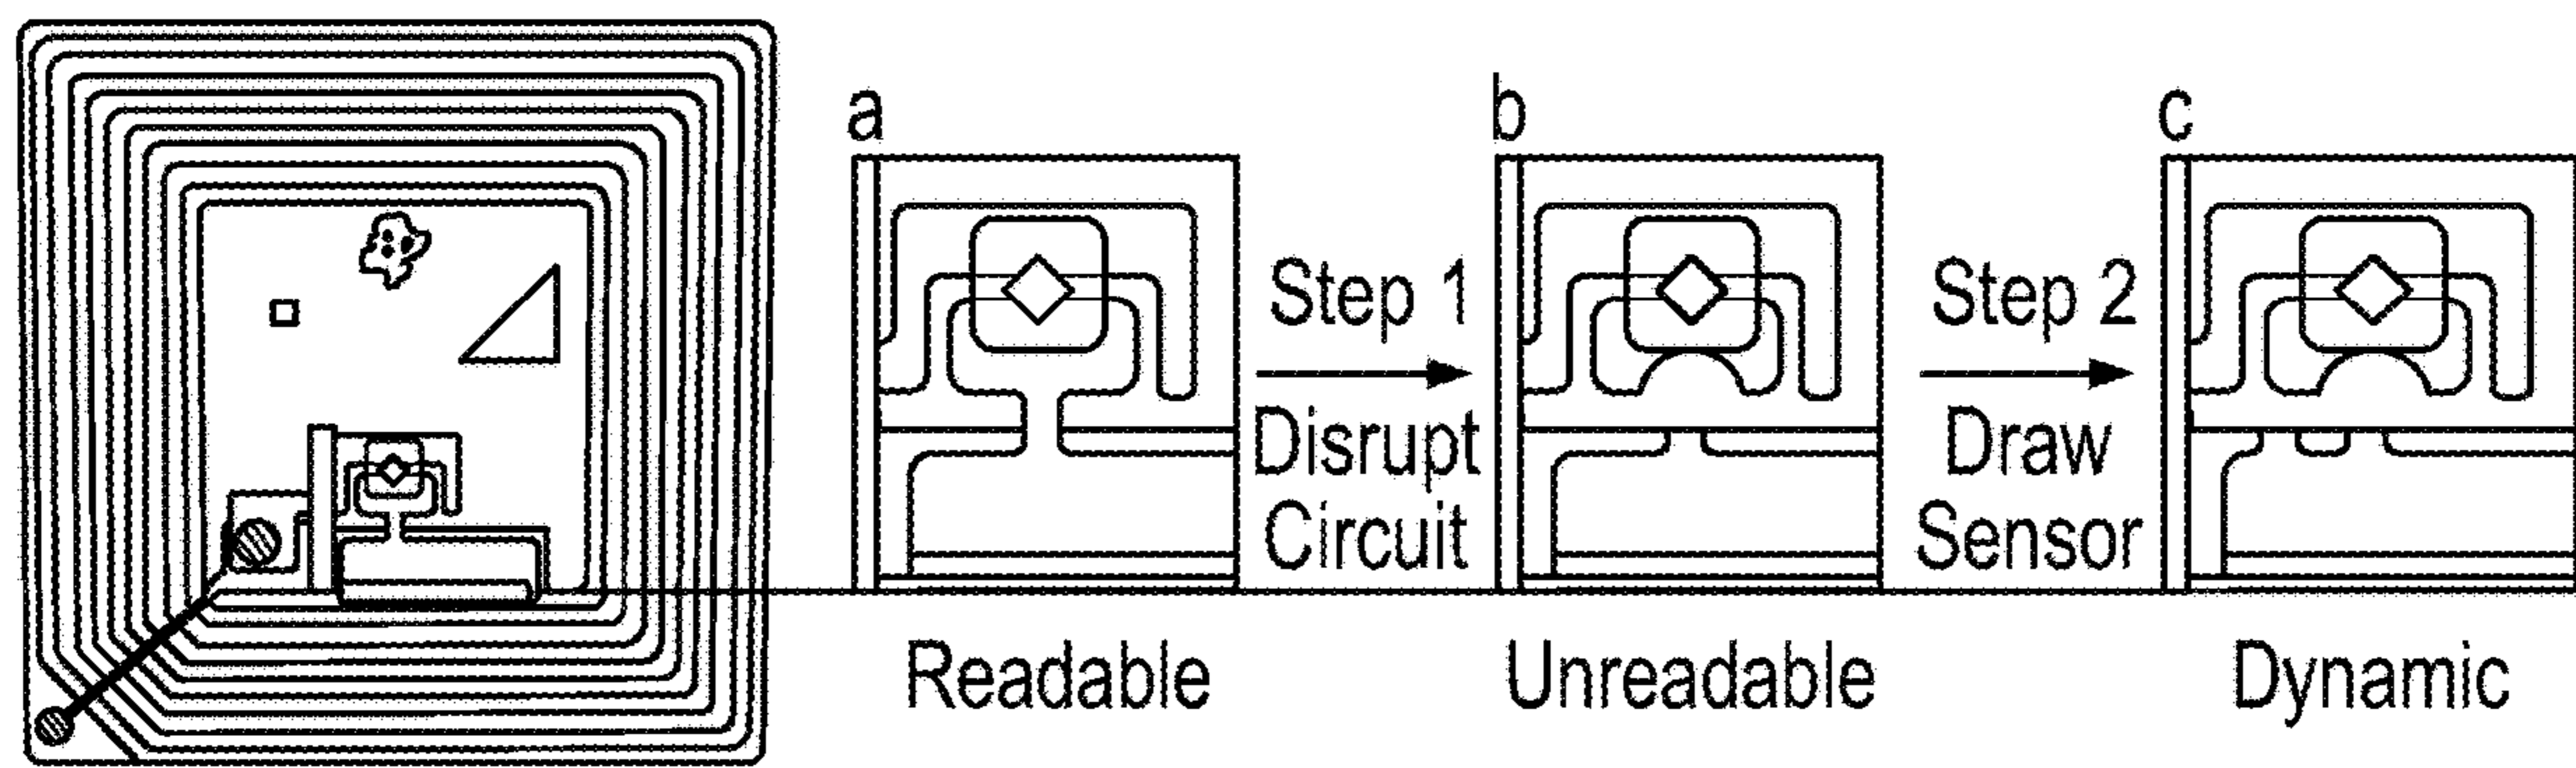 a
b
c
Step 1
Disrupt
Circuit
Step 2
Draw
Sensor
Readable
Unreadable
Dynamic